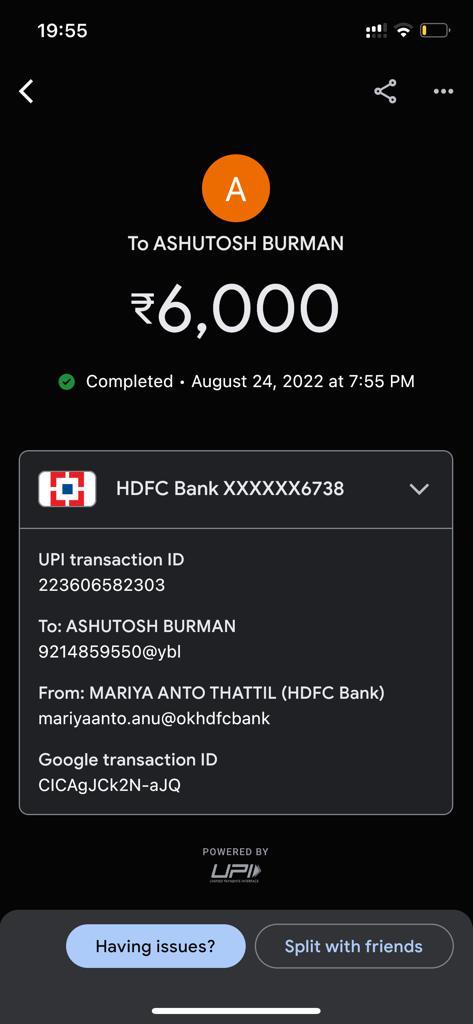 19:55
A
To ASHUTOSH BURMAN
₹6,000
Completed • August 24, 2022 at 7:55 PM
HDFC Bank XXXXXX6738
UPI transaction ID
223606582303
To: ASHUTOSH BURMAN
9214859550@ybl
From: MARIYA ANTO THATTIL (HDFC Bank)
mariyaanto.anu@okhdfcbank
Google transaction ID
CICAgJCk2N-aJQ
POWERED BY
UPI
UNIFIED PAYMENTS INTERFACE
Having issues?
Split with friends